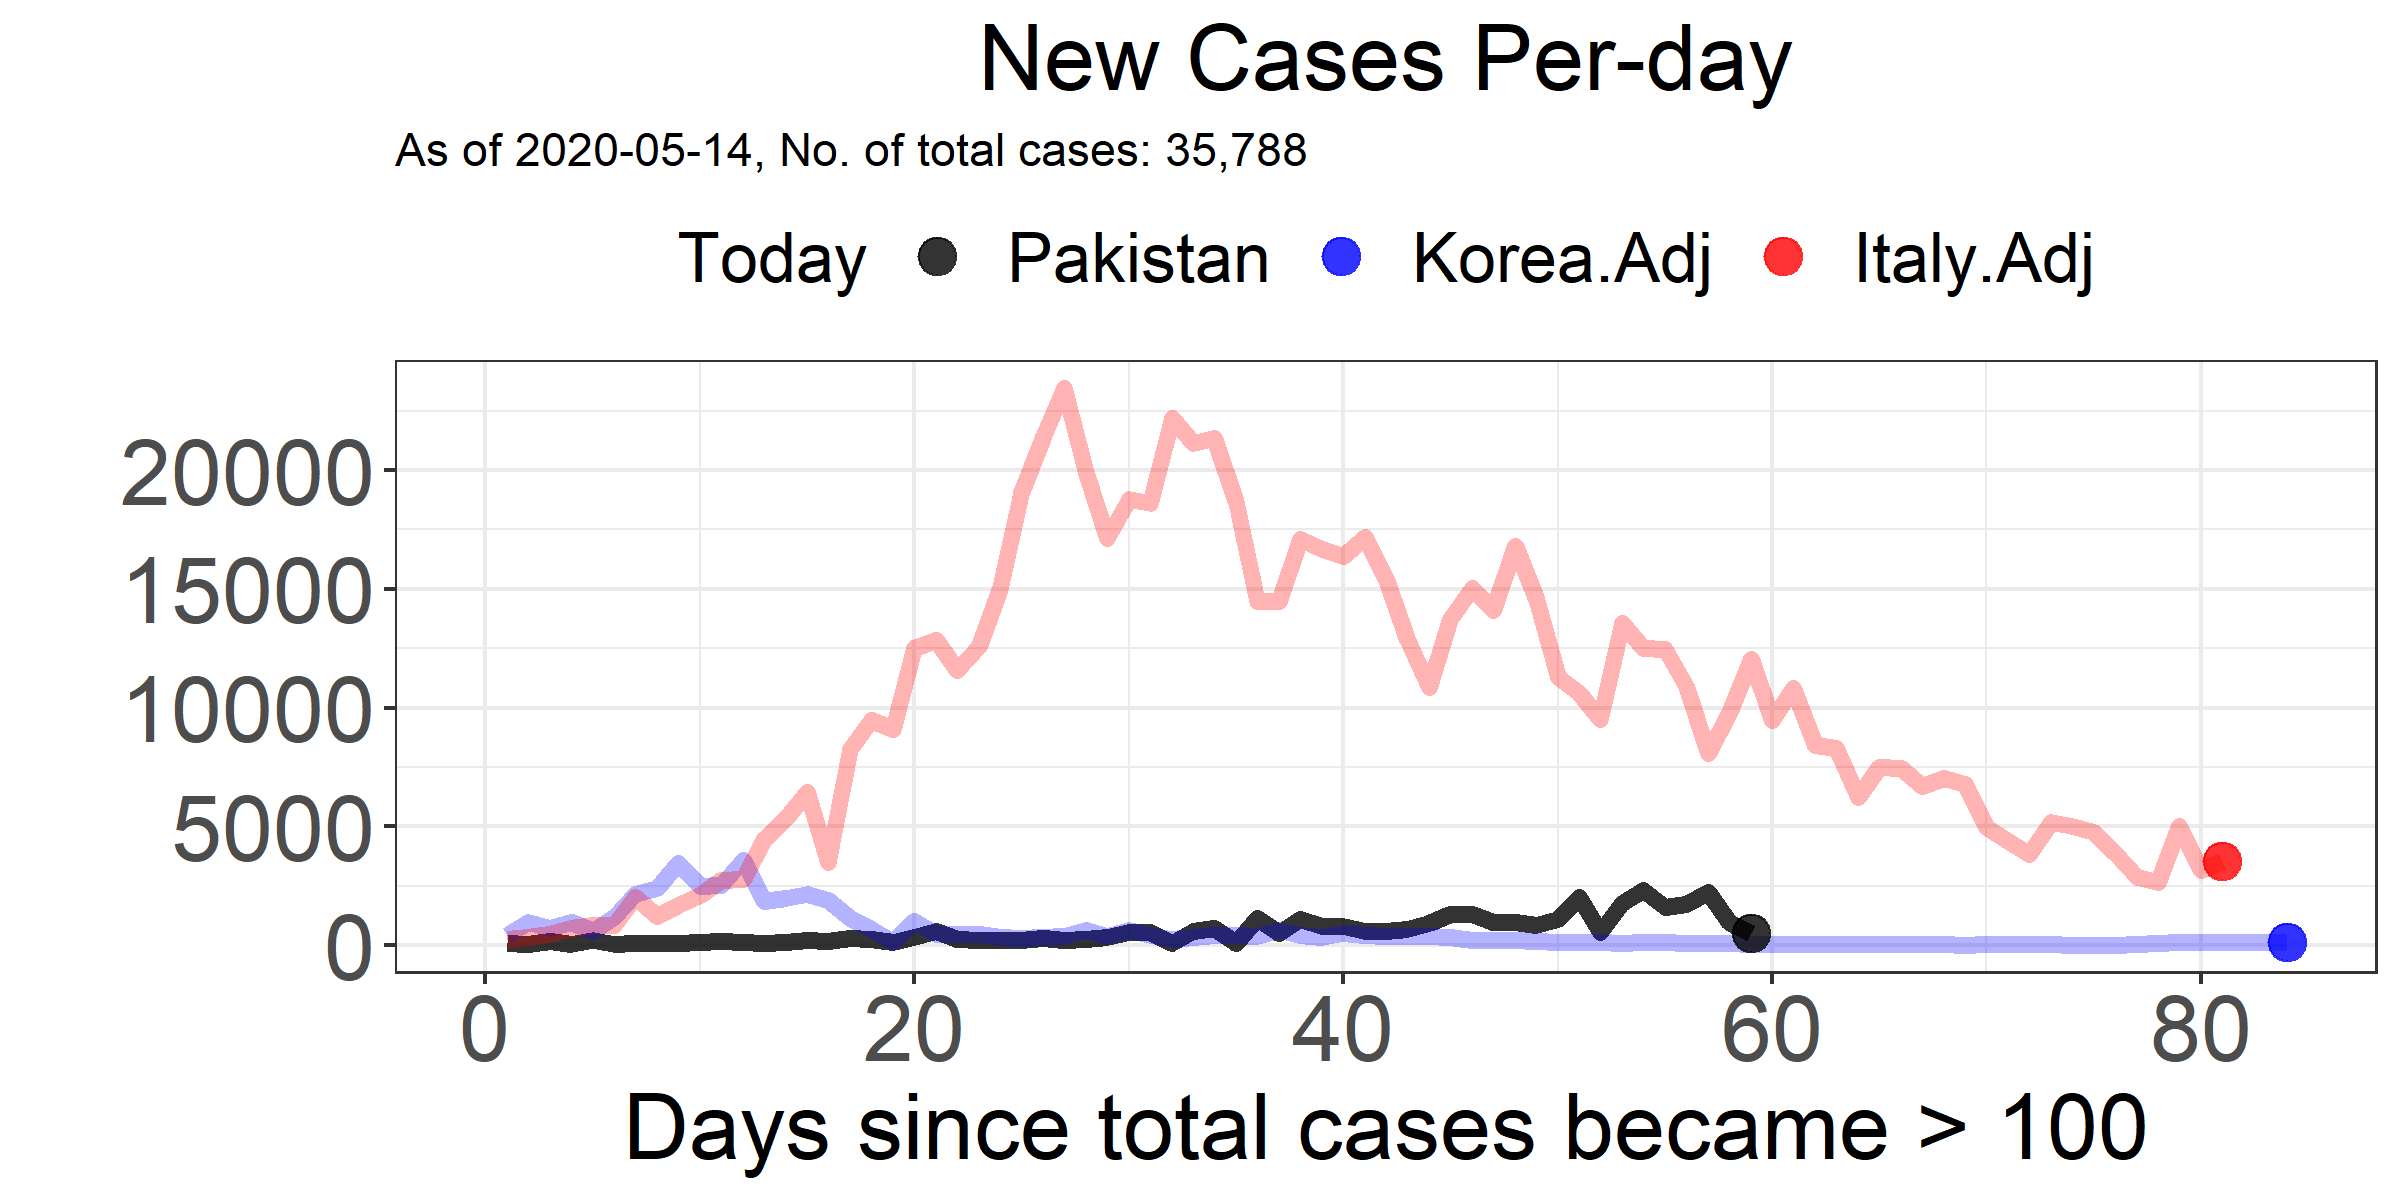 New Cases Per-day
As of 2020-05-14, No. of total cases: 35,788
Today Pakistan Korea.Adj Italy.Adj
20000
15000
10000
5000
0
0 20 40 60 80
Days since total cases became > 100